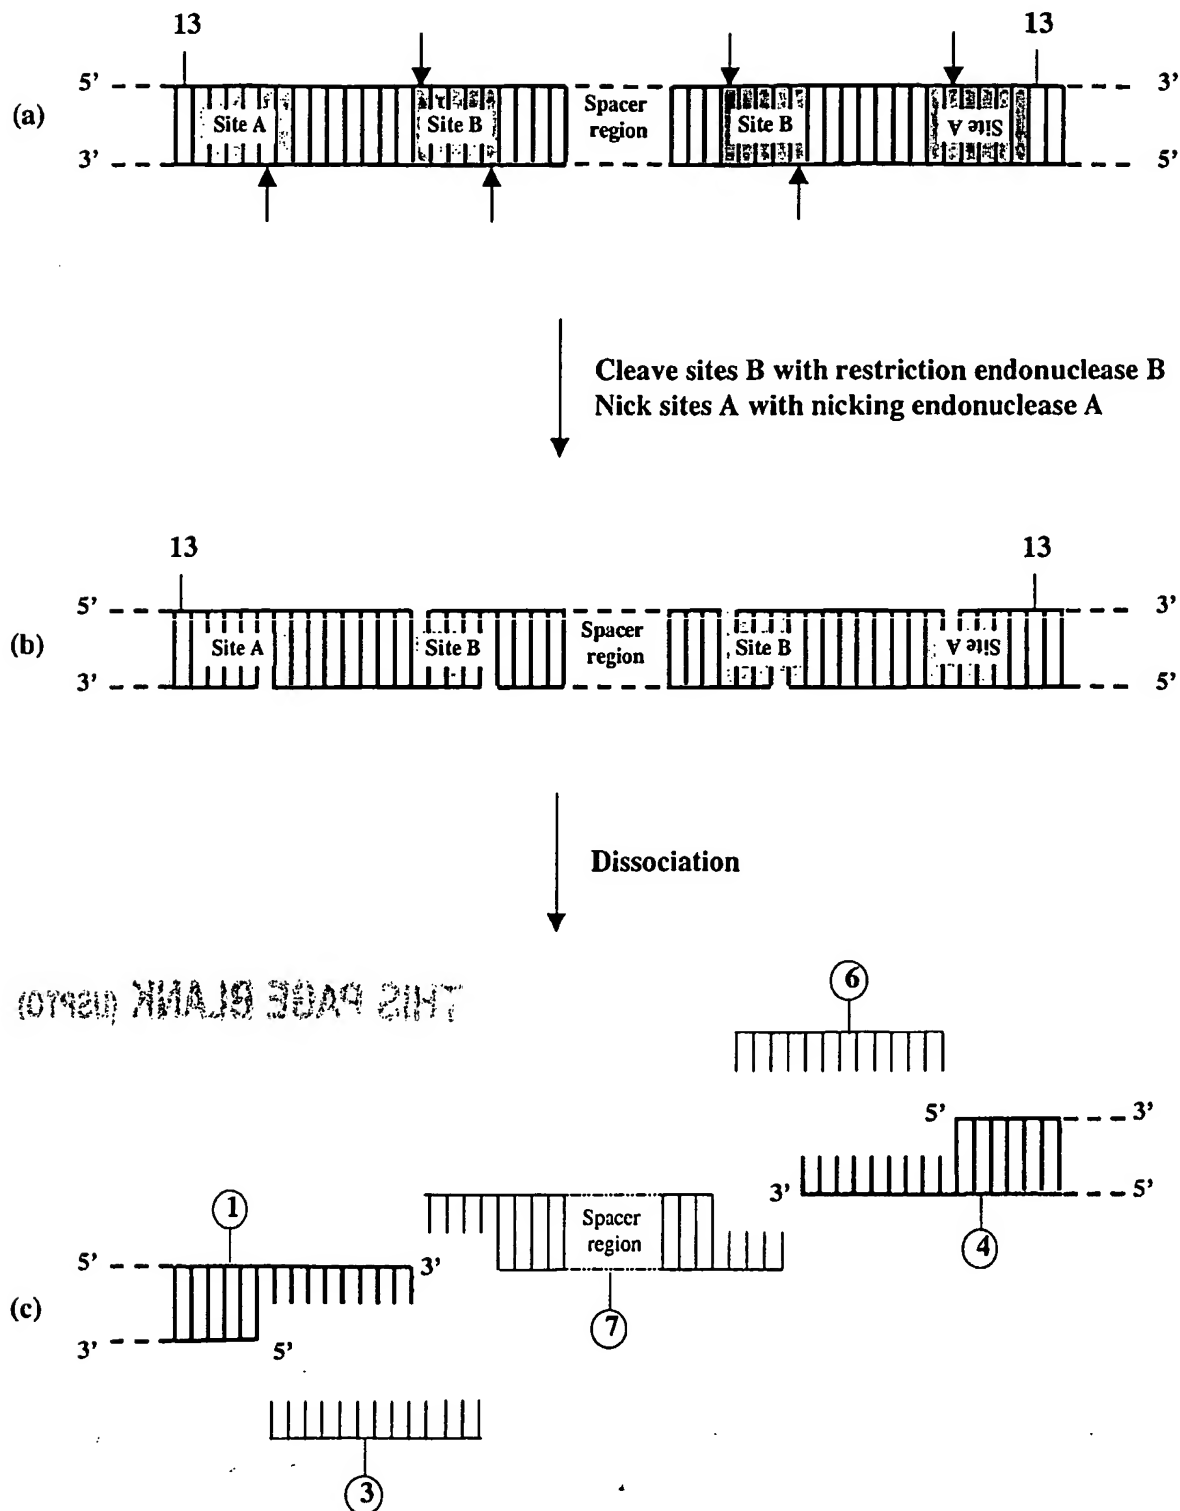 13 13
5' 3'
(a)
Site A Site B Spacer region Site B Site A
3' 5'
Cleave sites B with restriction endonuclease B
Nick sites A with nicking endonuclease A
13 13
5' 3'
(b)
Site A Site B Spacer region Site B Site A
3' 5'
Dissociation
THIS PAGE BLANK (USPTO)
6
5' 3'
1
Spacer
region
3' 5'
4
5' 3'
(c)
7
3' 5'
3